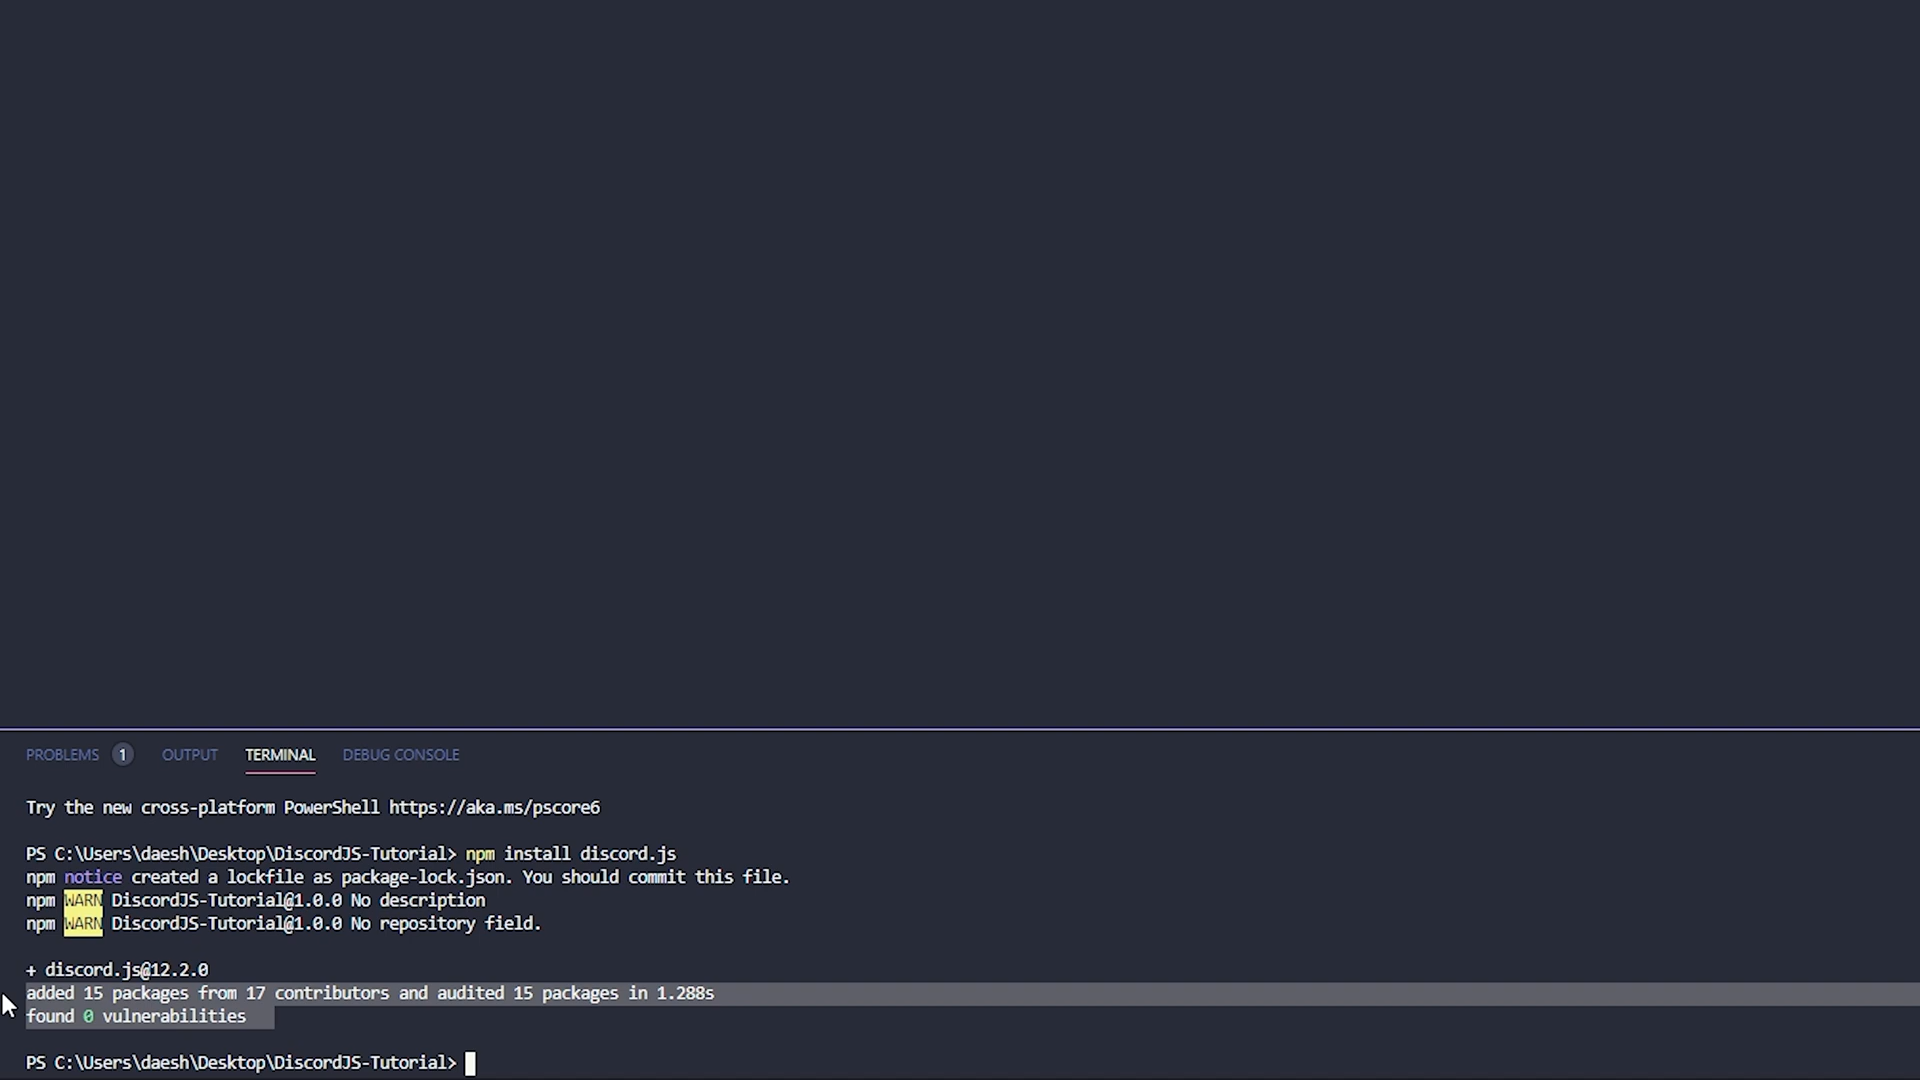 PROBLEMS 1 OUTPUT TERMINAL DEBUG CONSOLE
Try the new cross-platform PowerShell https://aka.ms/pscore6
PS C:\Users\daesh\Desktop\DiscordJS-Tutorial> npm install discord.js
npm notice created a lockfile as package-lock.json. You should commit this file.
npm WARN DiscordJS-Tutorial@1.0.0 No description
npm WARN DiscordJS-Tutorial@1.0.0 No repository field.
+ discord.js@12.2.0
added 15 packages from 17 contributors and audited 15 packages in 1.288s
found 0 vulnerabilities
PS C:\Users\daesh\Desktop\DiscordJS-Tutorial>